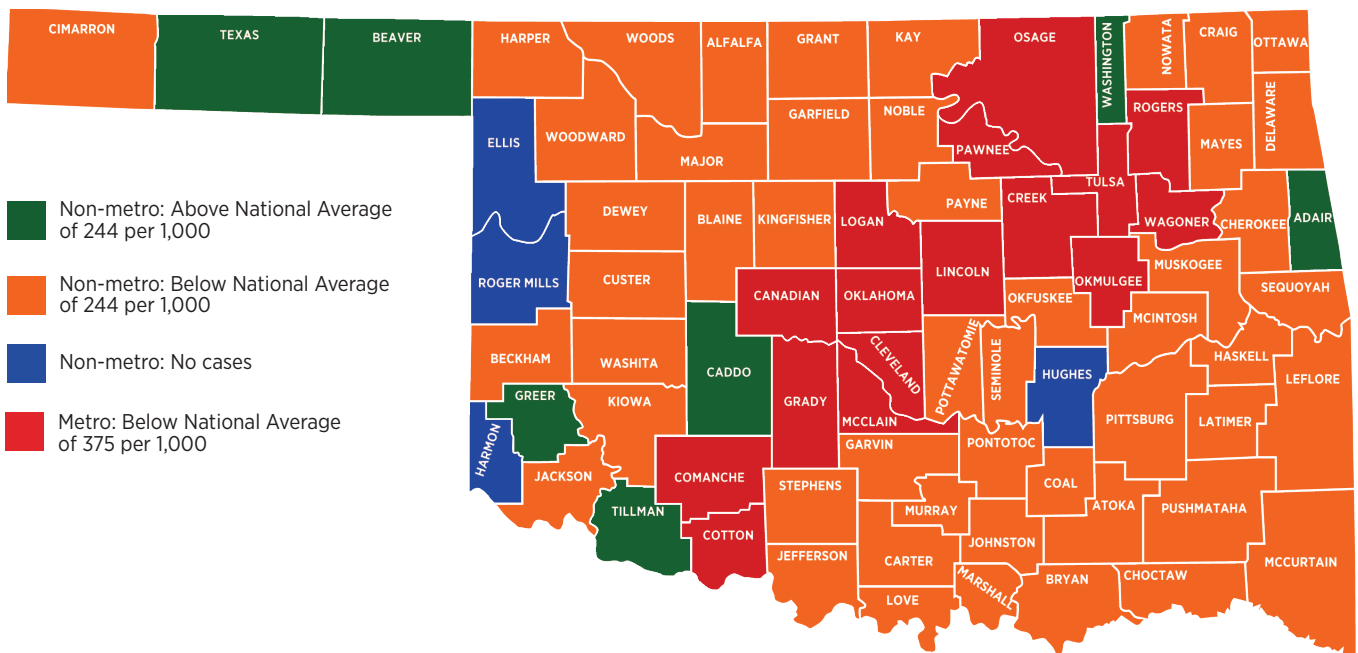 CIMARRON
TEXAS
BEAVER
HARPER
WOODS
ALFALFA
GRANT
KAY
OSAGE
WASHINGTON
NOWATA
CRAIG
OTTAWA
ELLIS
WOODWARD
MAJOR
GARFIELD
NOBLE
PAWNEE
ROGERS
MAYES
DELAWARE
Non-metro: Above National Average
of 244 per 1,000
Non-metro: Below National Average
of 244 per 1,000
Non-metro: No cases
Metro: Below National Average
of 375 per 1,000
DEWEY
BLAINE
KINGFISHER
LOGAN
PAYNE
CREEK
TULSA
WAGONER
CHEROKEE
ADAIR
ROGER MILLS
CUSTER
CANADIAN
OKLAHOMA
LINCOLN
OKFUSKEE
OKMULGEE
MUSKOGEE
SEQUOYAH
MCINTOSH
BECKHAM
WASHITA
CADDO
CLEVELAND
POTTAWATOMIE
SEMINOLE
HUGHES
HASKELL
LEFLORE
GREER
KIOWA
GRADY
MCCLAIN
PITTSBURG
LATIMER
HARMON
JACKSON
COMANCHE
GARVIN
PONTOTOC
STEPHENS
COAL
TILLMAN
COTTON
MURRAY
ATOKA
PUSHMATAHA
JEFFERSON
CARTER
JOHNSTON
MARSHALL
BRYAN
CHOCTAW
MCCURTAIN
LOVE